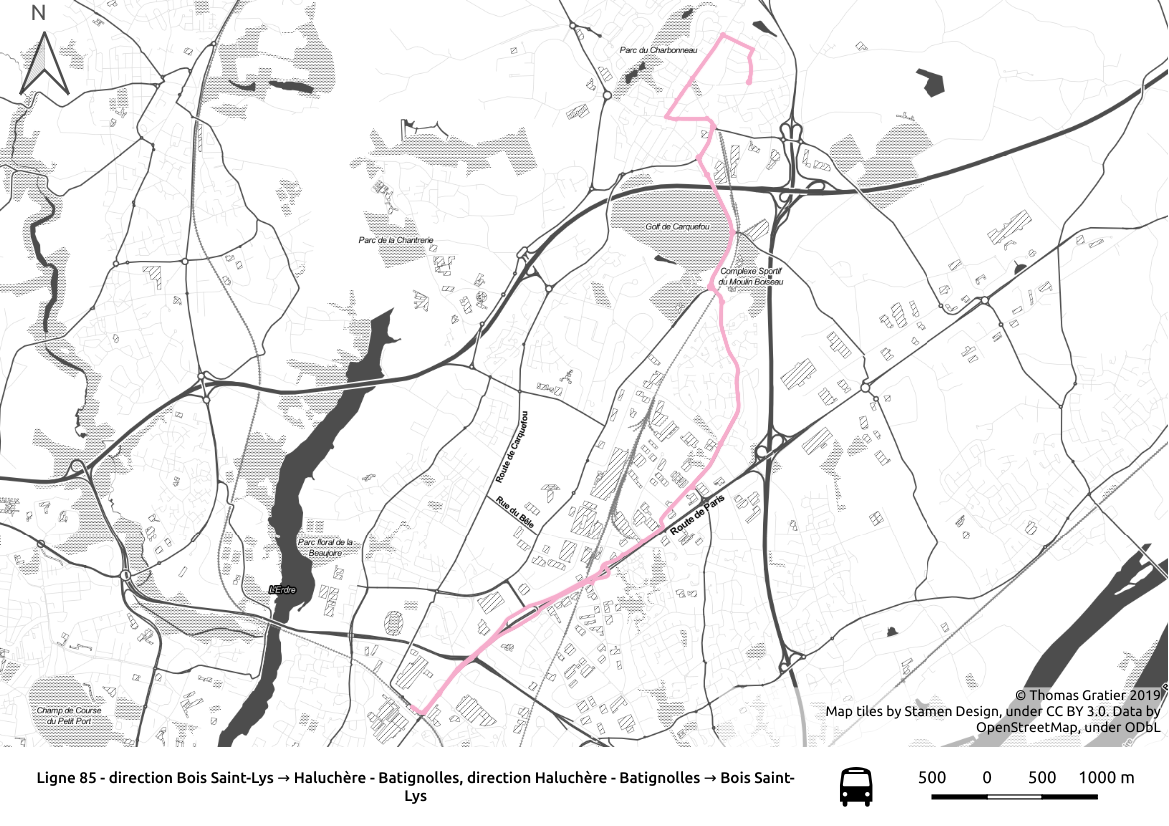 N
Parc du Charbonneau
Golf de Carquefou
Parc de la Chantrerie
Complexe Sportif
du Moulin Boiseau
Route de Carquefou
Rue du Bêle
Route de Paris
Parc floral de la
Beaujoire
L'Erdre
Champ de Course
du Petit Port
© Thomas Gratier 2019
Map tiles by Stamen Design, under CC BY 3.0. Data by
OpenStreetMap, under ODbL
Ligne 85 - direction Bois Saint-Lys → Haluchère - Batignolles, direction Haluchère - Batignolles → Bois Saint-
Lys
500 0 500 1000 m